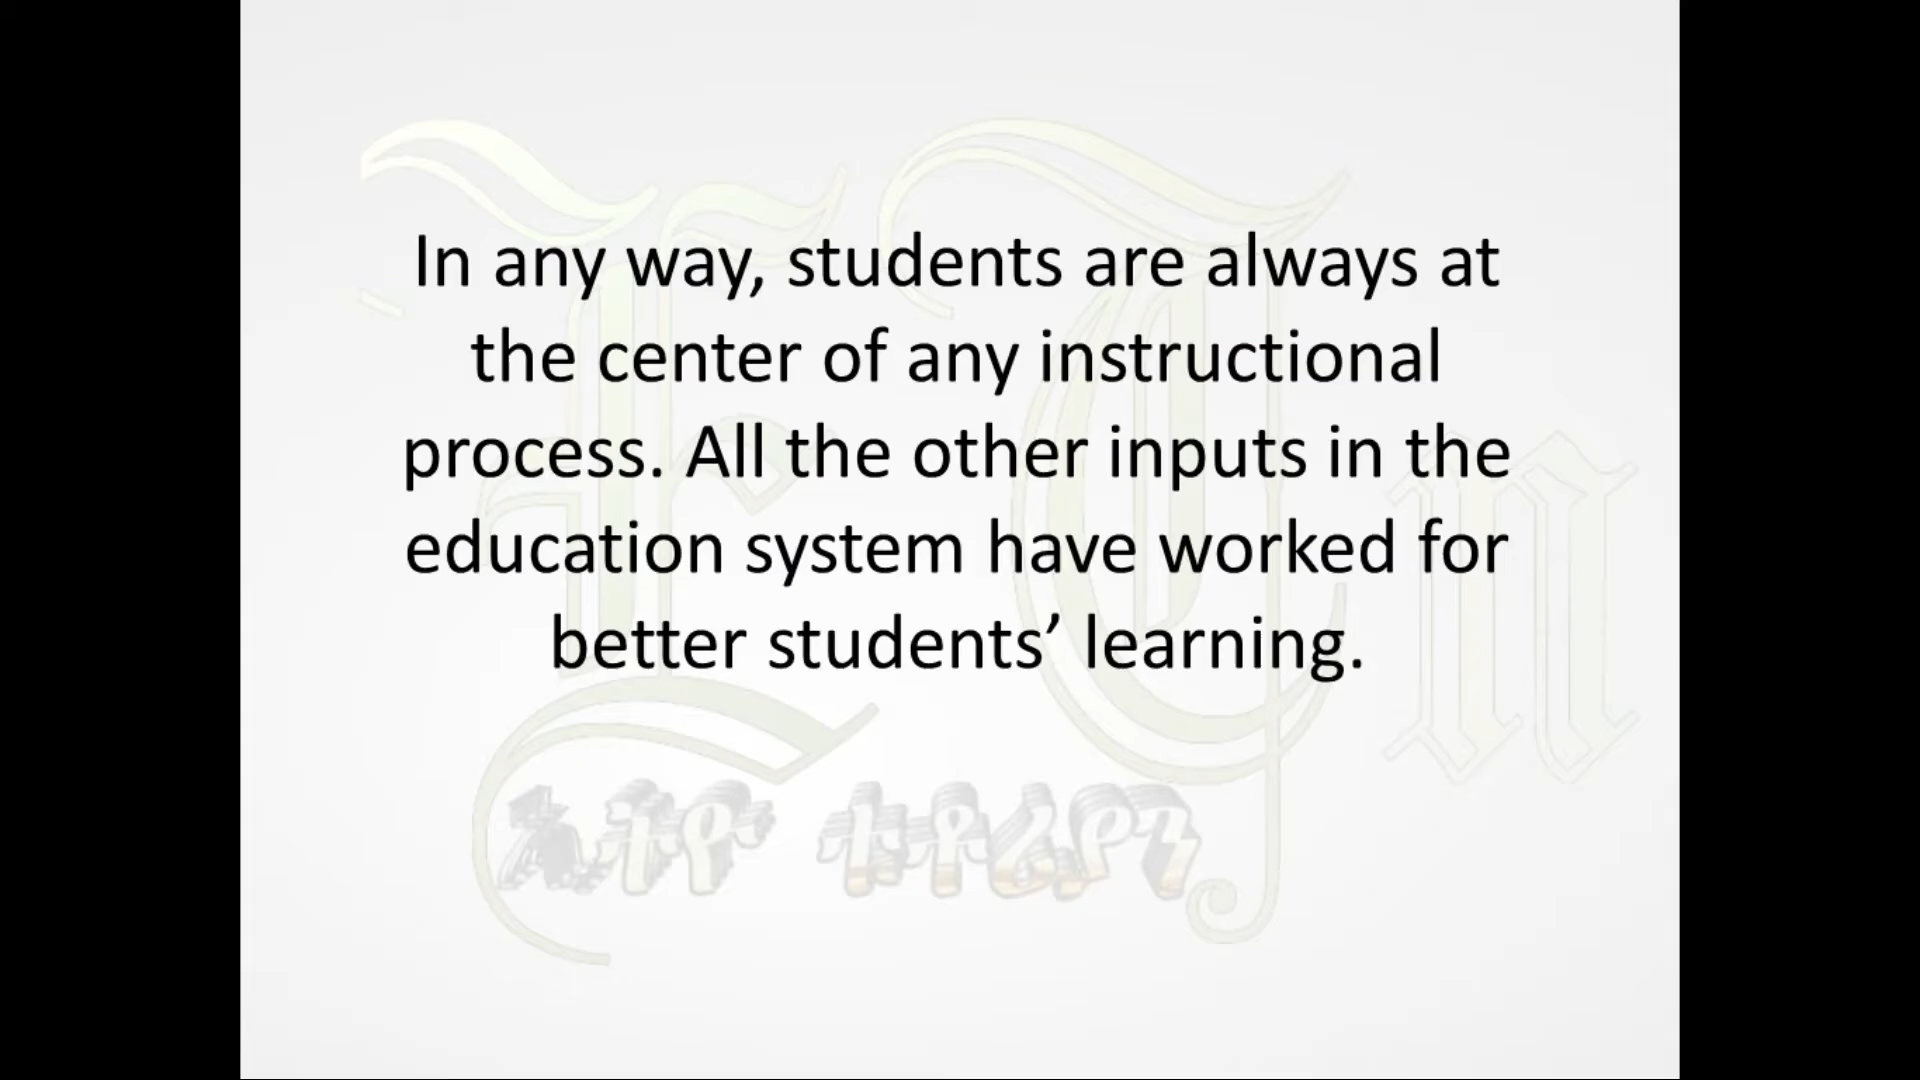 In any way, students are always at
the center of any instructional
process. All the other inputs in the
education system have worked for
better students’ learning.